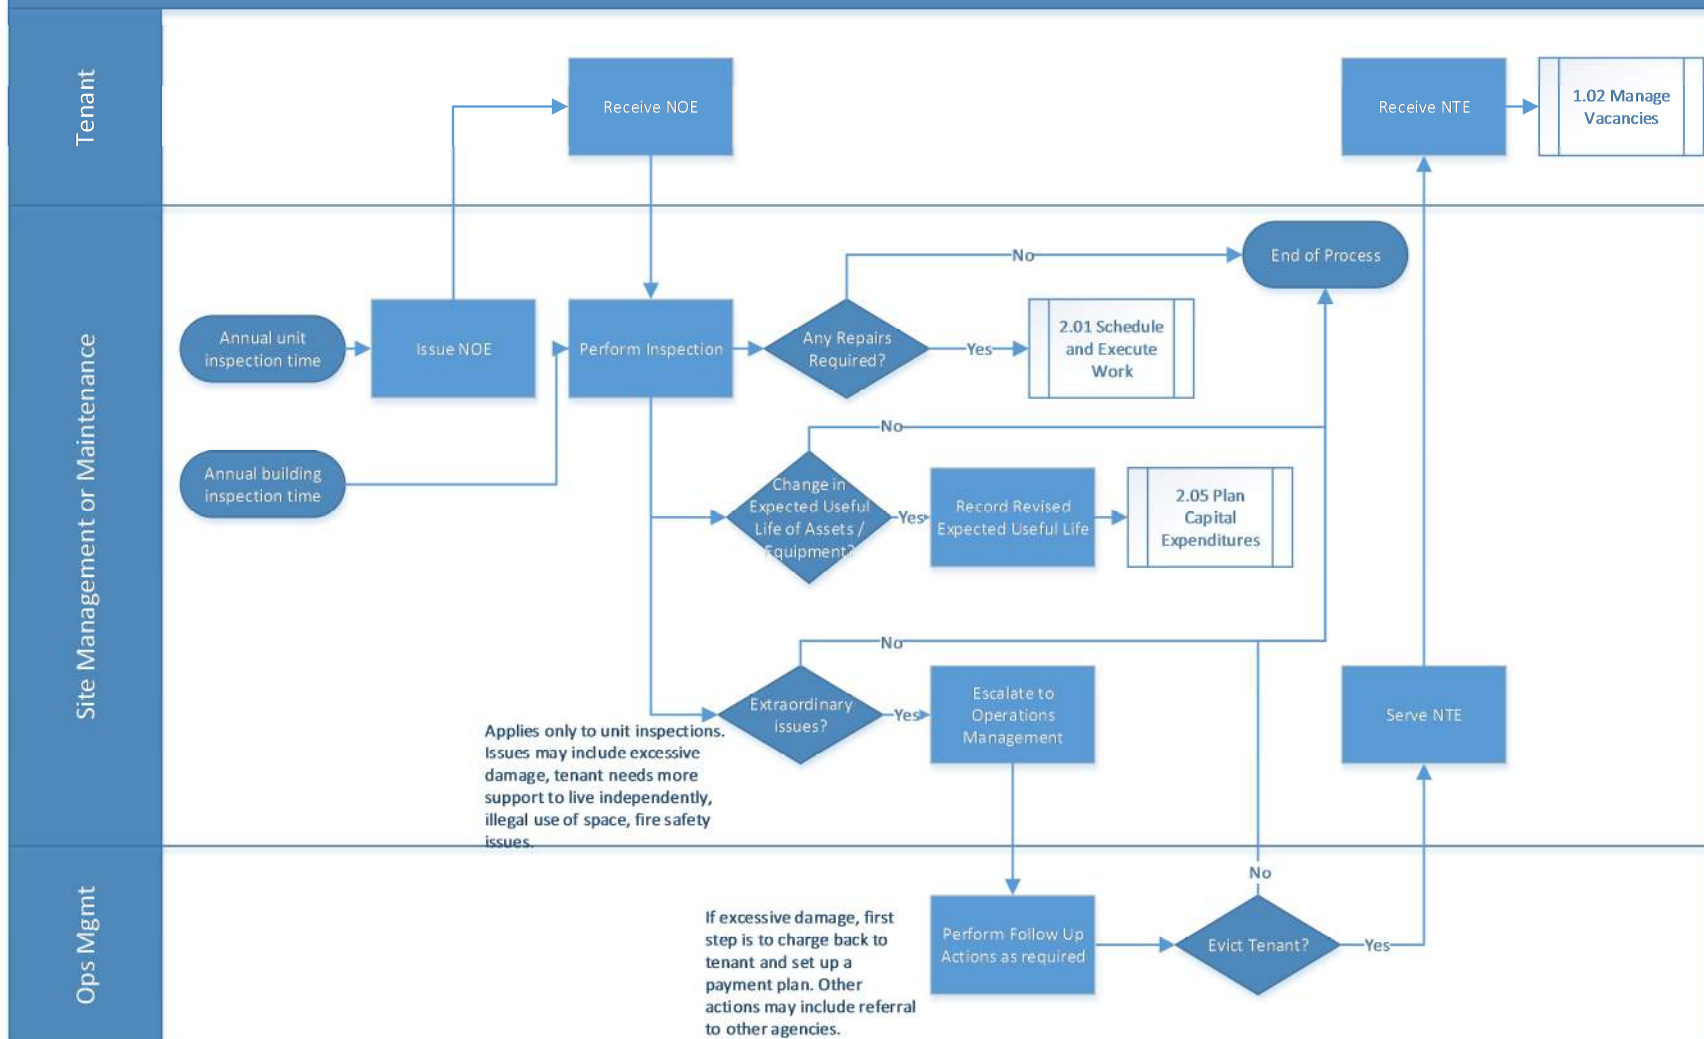 Tenant
Receive NOE
Receive NTE
1.02 Manage
Vacancies
Site Management or Maintenance
End of Process
No
Annual unit
inspection time
Issue NOE
Perform Inspection
Any Repairs
Required?
Yes
2.01 Schedule
and Execute
Work
No
Annual building
inspection time
Change in
Expected Useful
Life of Assets /
Equipment?
Yes
Record Revised
Expected Useful Life
2.05 Plan
Capital
Expenditures
No
Extraordinary
issues?
Yes
Escalate to
Operations
Management
Serve NTE
Applies only to unit inspections.
Issues may include excessive
damage, tenant needs more
support to live independently,
illegal use of space, fire safety
issues.
Ops Mgmt
No
If excessive damage, first
step is to charge back to
tenant and set up a
payment plan. Other
actions may include referral
to other agencies.
Perform Follow Up
Actions as required
Evict Tenant?
Yes